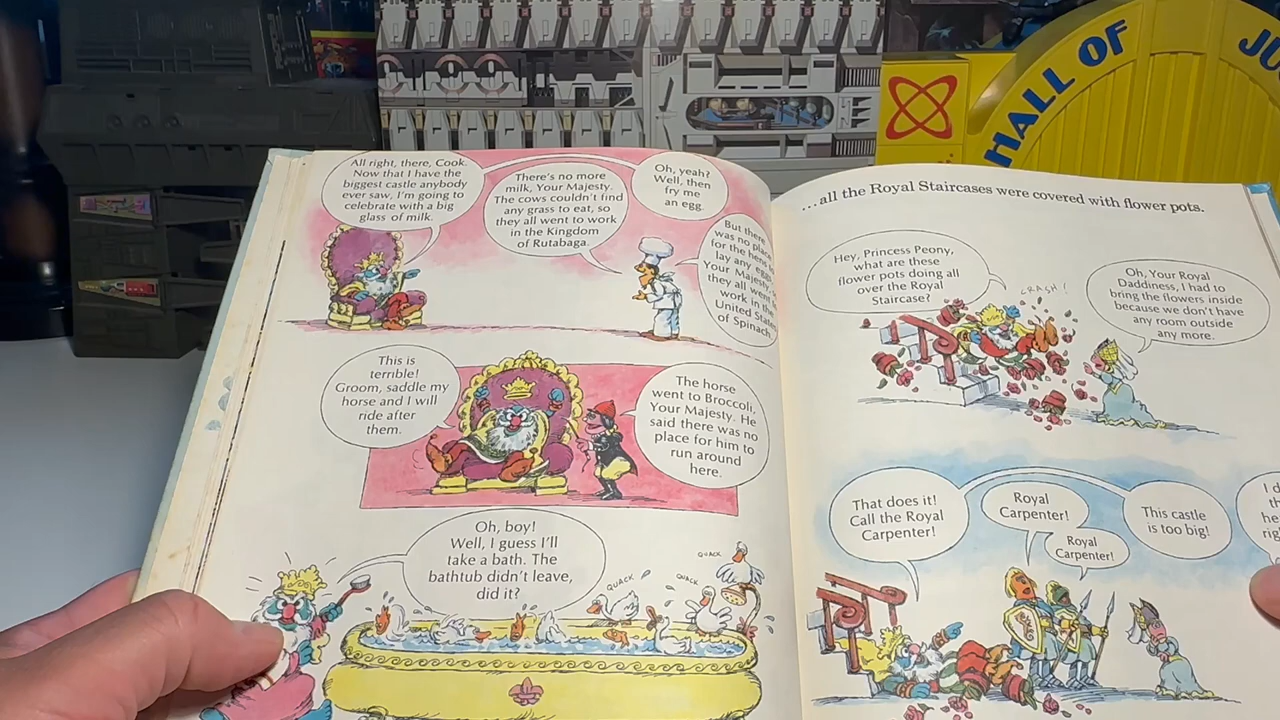 HALL OF
All right, there, Cook.
Now that I have the
biggest castle anybody
ever saw, I'm going to
celebrate with a big
glass of milk.
There's no more
milk, Your Majesty.
The cows couldn't find
any grass to eat, so
they all went to work
in the Kingdom
of Rutabaga.
Oh, yeah?
Well, then
fry me
an egg.
But there
was no place
for the hens
lay any eggs
Your Majesty
they all went
work in the
United States
of Spinach
This is
terrible!
Groom, saddle my
horse and I will
ride after
them.
The horse
went to Broccoli,
Your Majesty. He
said there was no
place for him to
run around
here.
Oh, boy!
Well, I guess I'll
take a bath. The
bathtub didn't leave,
did it?
QUACK
QUACK
QUACK
...all the Royal Staircases were covered with flower pots.
Hey, Princess Peony,
what are these
flower pots doing all
over the Royal
Staircase?
CRASH!
Oh, Your Royal
Daddiness, I had to
bring the flowers inside
because we don't have
any room outside
any more.
That does it!
Call the Royal
Carpenter!
Royal
Carpenter!
Royal
Carpenter!
This castle
is too big!
I